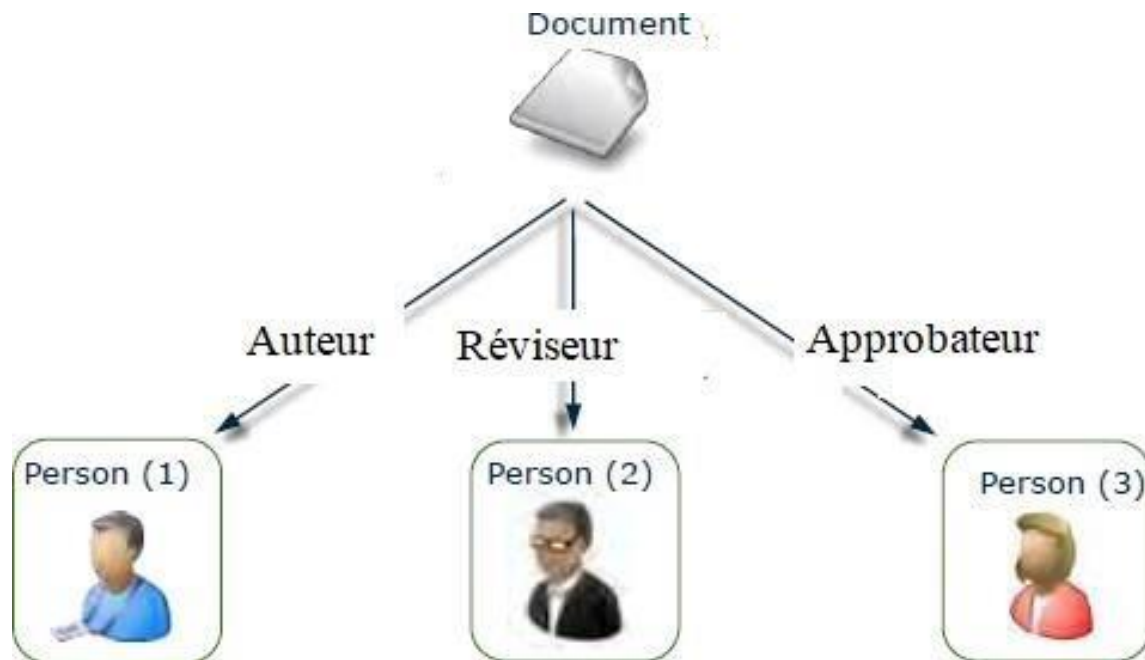 Document
Auteur
Réviseur
Approbateur
Person (1)
Person (2)
Person (3)